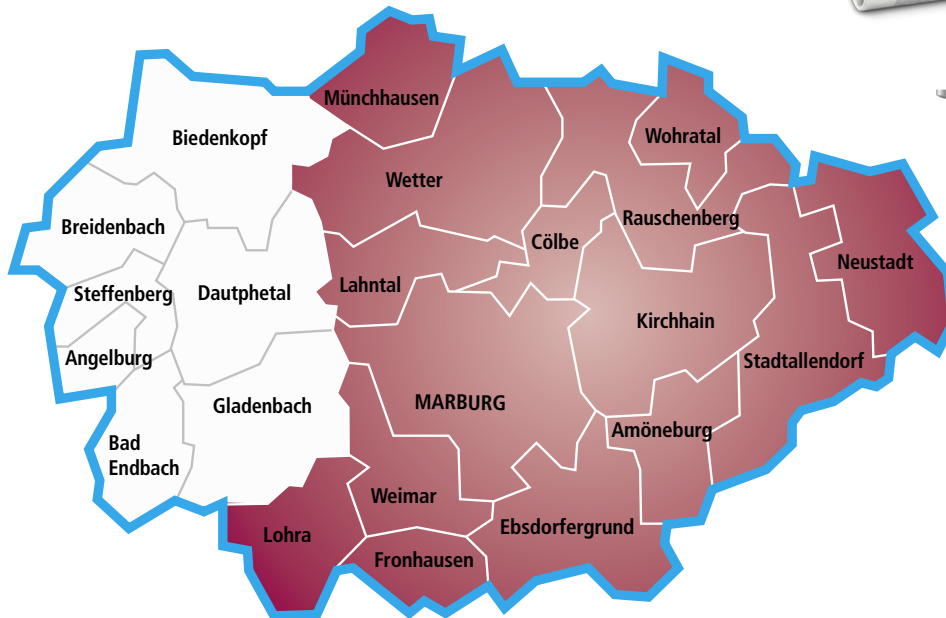 Münchhausen
Biedenkopf
Wohratal
Wetter
Breidenbach
Rauschenberg
Cölbe
Neustadt
Steffenberg
Dautphetal
Lahntal
Kirchhain
Angelburg
Stadtallendorf
Gladenbach
MARBURG
Amöneburg
Bad
Endbach
Weimar
Lohra
Ebsdorfergrund
Fronhausen